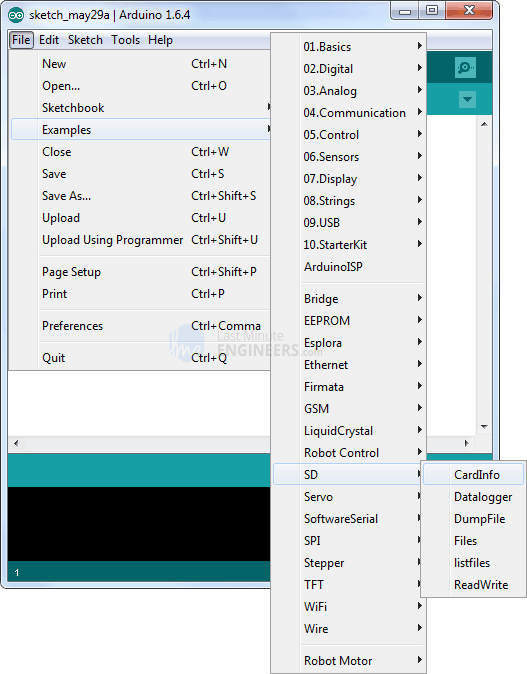 sketch_may29a | Arduino 1.6.4
File Edit Sketch Tools Help
New Ctrl+N
Open... Ctrl+O
Sketchbook
Examples
Close Ctrl+W
Save Ctrl+S
Save As... Ctrl+Shift+S
Upload Ctrl+U
Upload Using Programmer Ctrl+Shift+U
Page Setup Ctrl+Shift+P
Print Ctrl+P
Preferences Ctrl+Comma
Quit Ctrl+Q
01.Basics
02.Digital
03.Analog
04.Communication
05.Control
06.Sensors
07.Display
08.Strings
09.USB
10.StarterKit
ArduinoISP
Bridge
EEPROM
Esplora
Ethernet
Firmata
GSM
LiquidCrystal
Robot Control
SD
Servo
SoftwareSerial
SPI
Stepper
TFT
WiFi
Wire
Robot Motor
CardInfo
Datalogger
DumpFile
Files
listfiles
ReadWrite
Last Minute
ENGINEERS.com
me
1